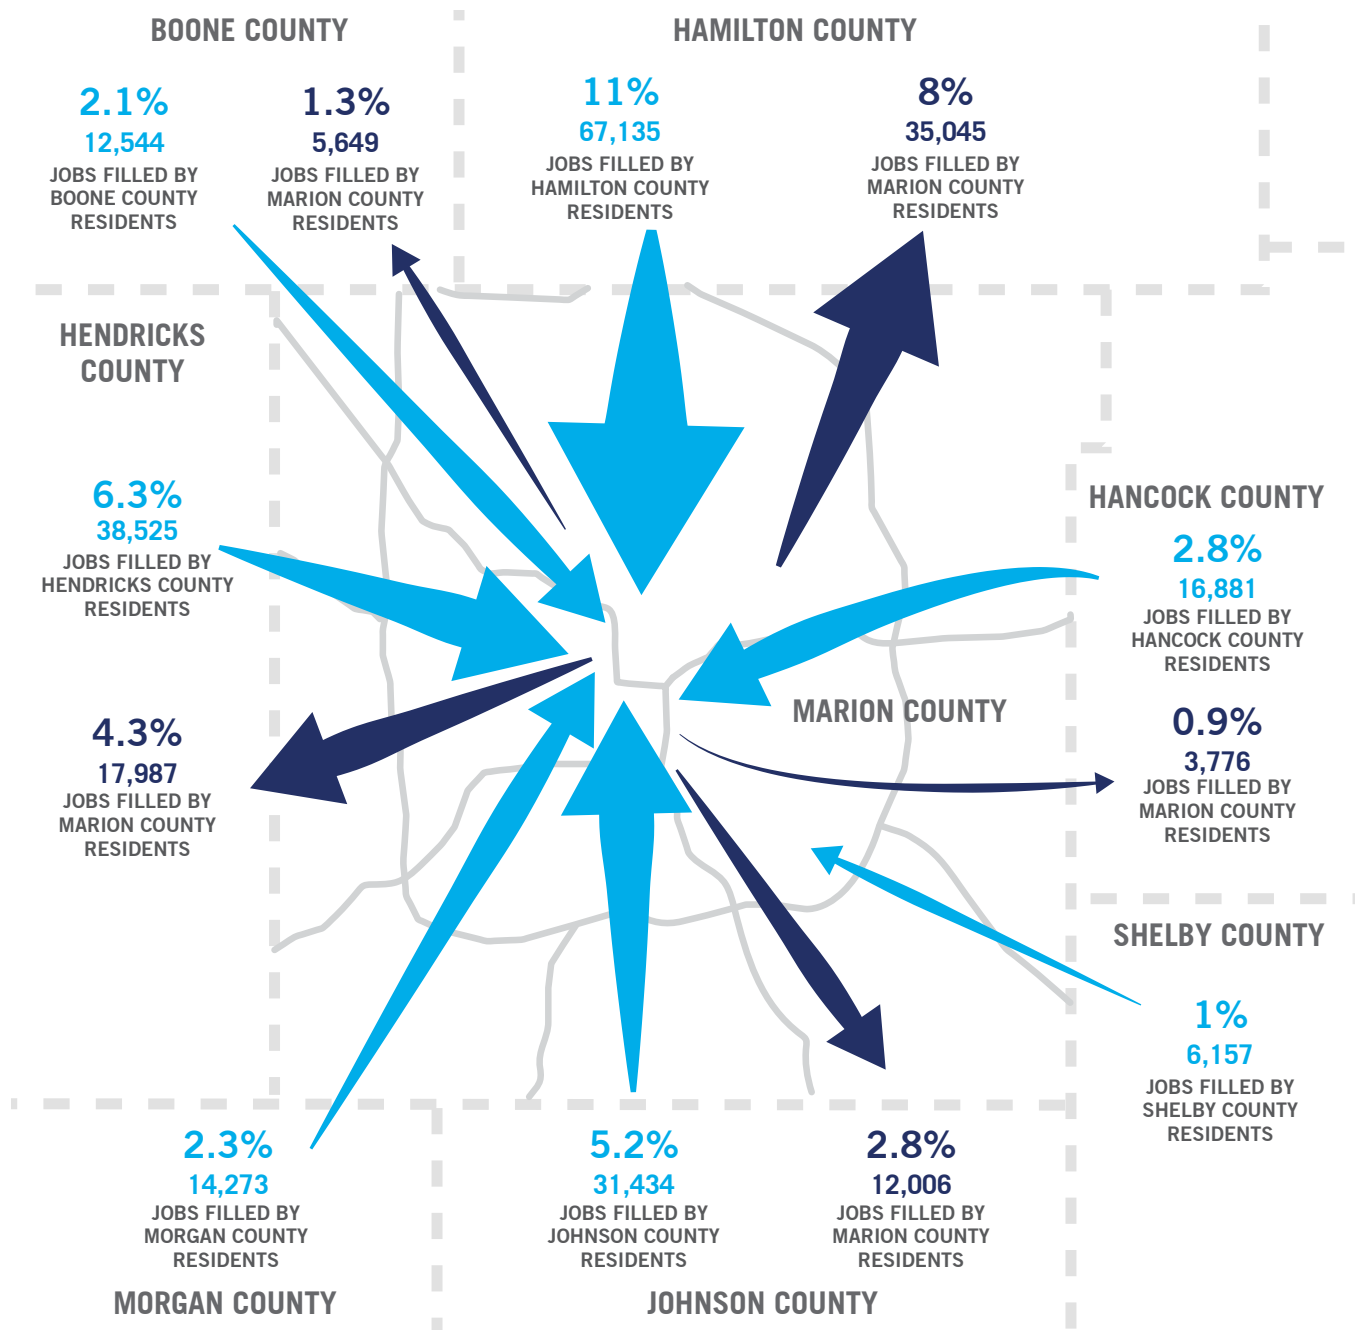 BOONE COUNTY
2.1%
12,544
JOBS FILLED BY
BOONE COUNTY
RESIDENTS
1.3%
5,649
JOBS FILLED BY
MARION COUNTY
RESIDENTS
HAMILTON COUNTY
11%
67,135
JOBS FILLED BY
HAMILTON COUNTY
RESIDENTS
8%
35,045
JOBS FILLED BY
MARION COUNTY
RESIDENTS
HENDRICKS
COUNTY
6.3%
38,525
JOBS FILLED BY
HENDRICKS COUNTY
RESIDENTS
4.3%
17,987
JOBS FILLED BY
MARION COUNTY
RESIDENTS
MARION COUNTY
HANCOCK COUNTY
2.8%
16,881
JOBS FILLED BY
HANCOCK COUNTY
RESIDENTS
0.9%
3,776
JOBS FILLED BY
MARION COUNTY
RESIDENTS
SHELBY COUNTY
1%
6,157
JOBS FILLED BY
SHELBY COUNTY
RESIDENTS
2.3%
14,273
JOBS FILLED BY
MORGAN COUNTY
RESIDENTS
MORGAN COUNTY
5.2%
31,434
JOBS FILLED BY
JOHNSON COUNTY
RESIDENTS
2.8%
12,006
JOBS FILLED BY
MARION COUNTY
RESIDENTS
JOHNSON COUNTY